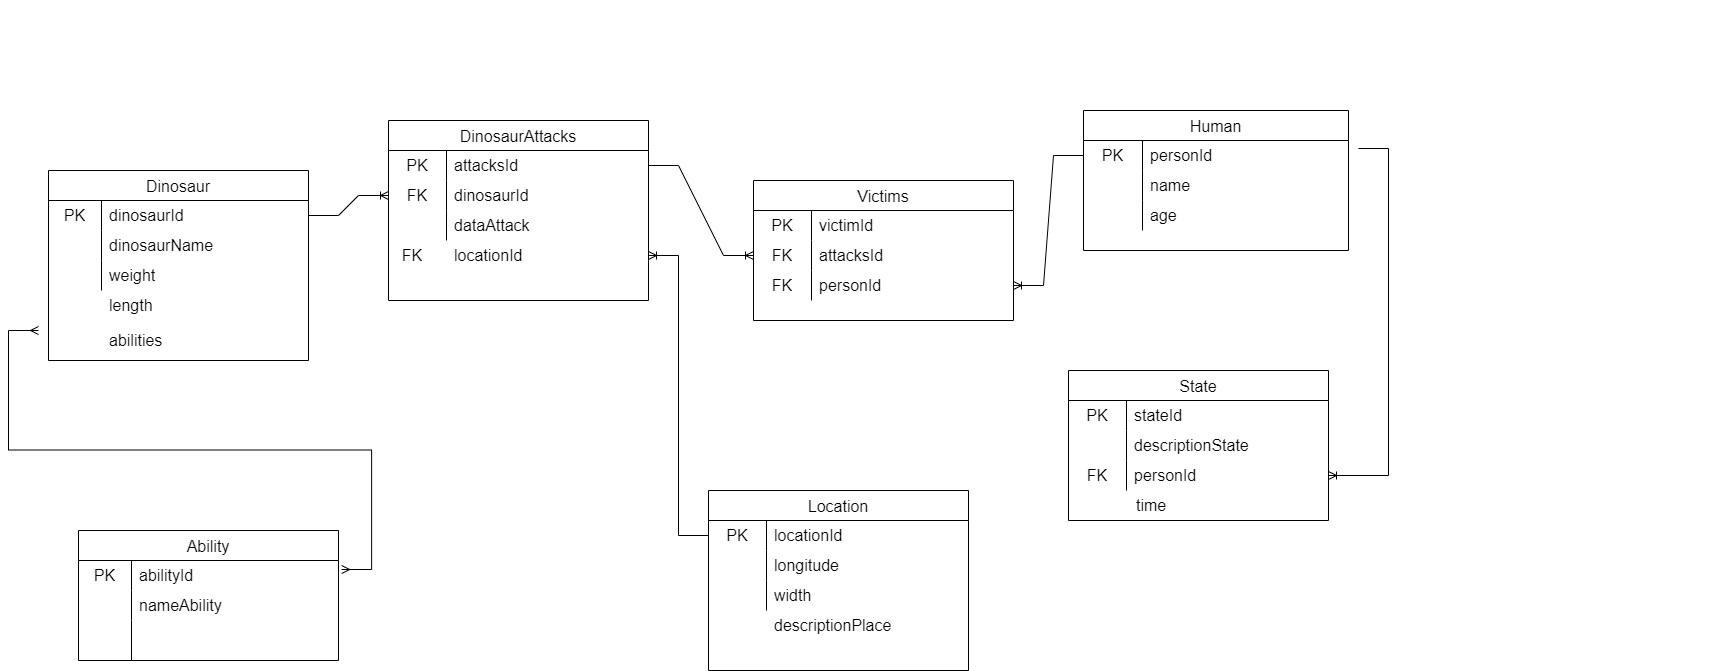 Dinosaur
PK dinosaurId
dinosaurName
weight
length
abilities
DinosaurAttacks
PK attacksId
FK dinosaurId
dataAttack
FK locationId
Victims
PK victimId
FK attacksId
FK personId
Human
PK personId
name
age
State
PK stateId
descriptionState
FK personId
time
Location
PK locationId
longitude
width
descriptionPlace
Ability
PK abilityId
nameAbility